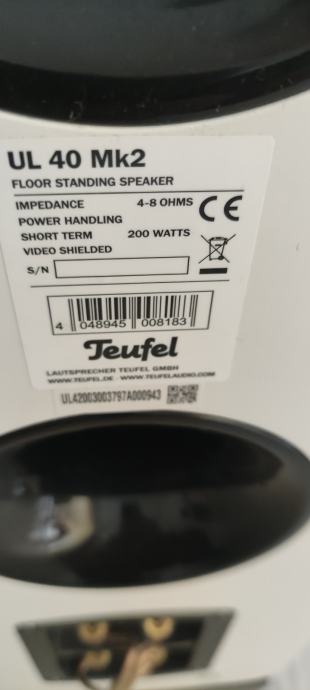 UL 40 Mk2
FLOOR STANDING SPEAKER
IMPEDANCE 4-8 OHMS
CE
POWER HANDLING
SHORT TERM 200 WATTS
VIDEO SHIELDED
S/N
4 048945 008183
Teufel
LAUTSPRECHER TEUFEL GMBH
WWW.TEUFEL.DE WWW.TEUFELAUDIO.COM
UL42003003797A000943